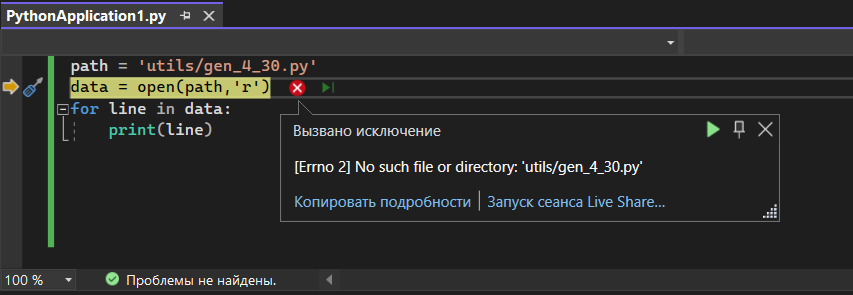 PythonApplication1.py
path = 'utils/gen_4_30.py'
data = open(path,'r')
for line in data:
    print(line)
Вызвано исключение
[Errno 2] No such file or directory: 'utils/gen_4_30.py'
Копировать подробности | Запуск сеанса Live Share...
100 % Проблемы не найдены.